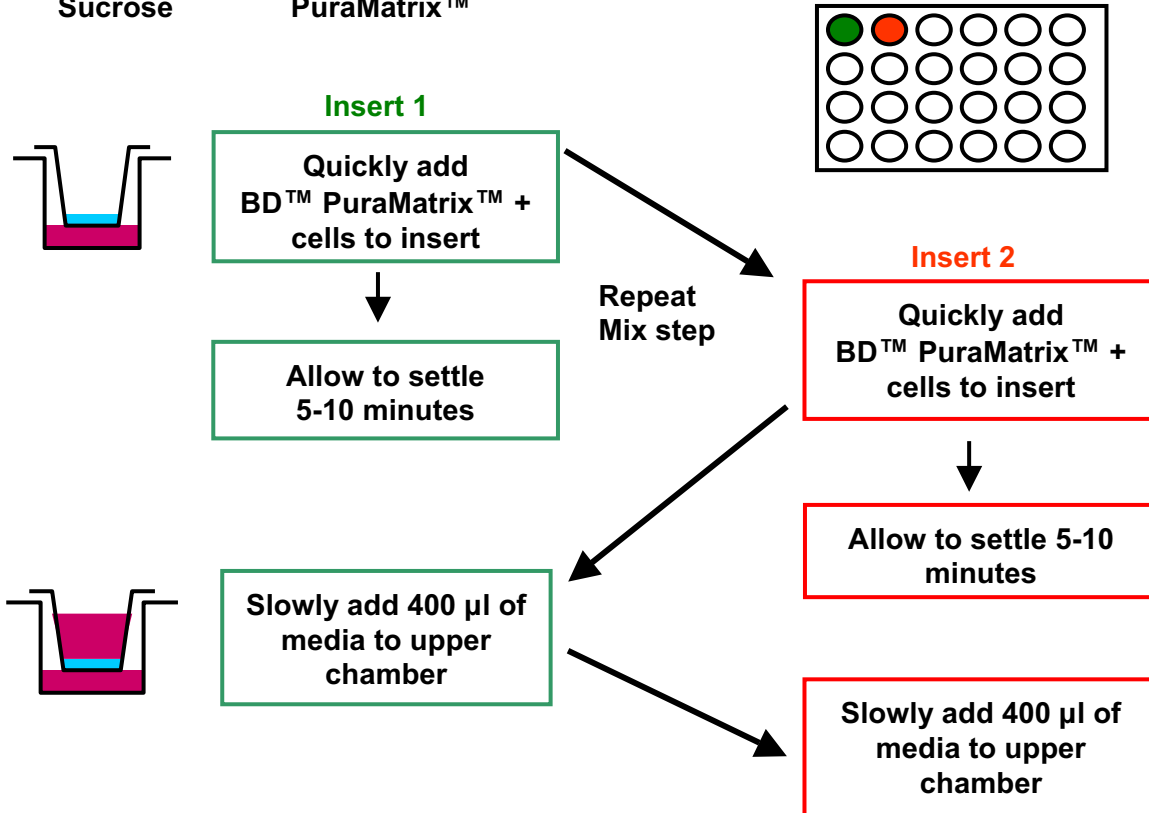 Sucrose
PuraMatrix™
Insert 1
Quickly add
BD™ PuraMatrix™ +
cells to insert
Allow to settle
5-10 minutes
Repeat
Mix step
Insert 2
Quickly add
BD™ PuraMatrix™ +
cells to insert
Allow to settle 5-10
minutes
Slowly add 400 µl of
media to upper
chamber
Slowly add 400 µl of
media to upper
chamber